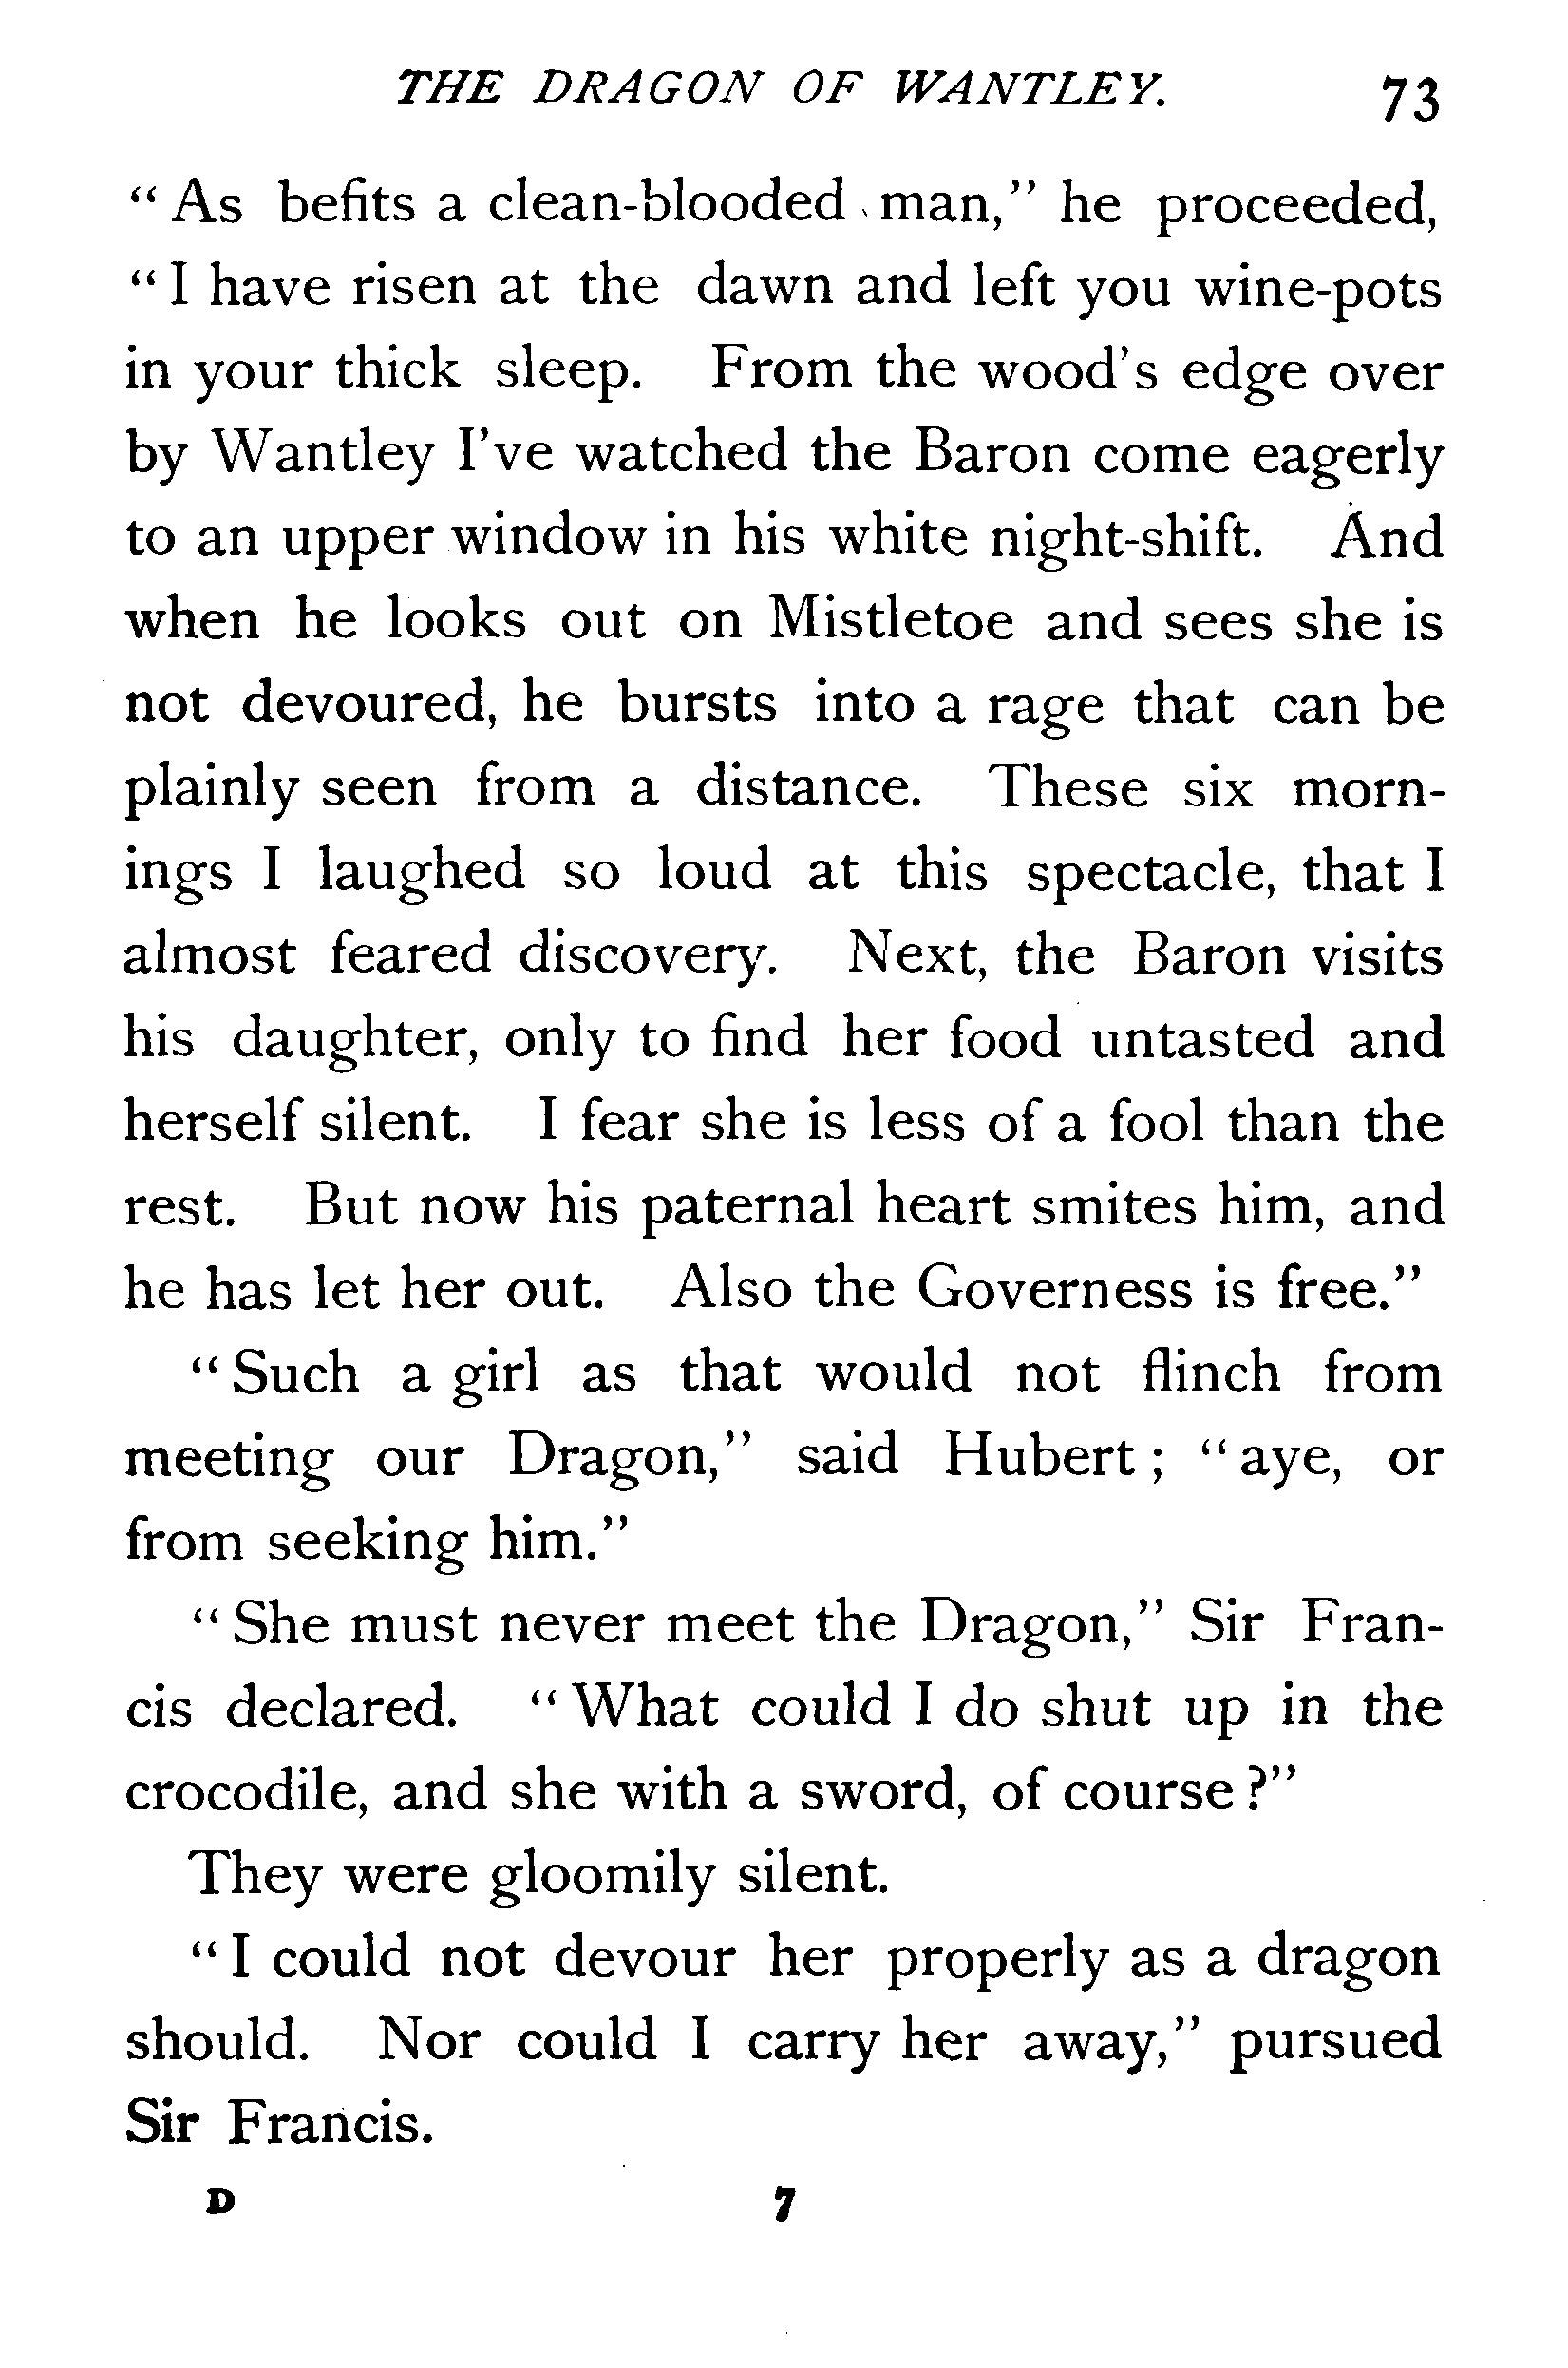 THE DRAGON OF WANTLEY. 73
“As befits a clean-blooded man,” he proceeded,
“I have risen at the dawn and left you wine-pots
in your thick sleep. From the wood’s edge over
by Wantley I’ve watched the Baron come eagerly
to an upper window in his white night-shift. And
when he looks out on Mistletoe and sees she is
not devoured, he bursts into a rage that can be
plainly seen from a distance. These six morn-
ings I laughed so loud at this spectacle, that I
almost feared discovery. Next, the Baron visits
his daughter, only to find her food untasted and
herself silent. I fear she is less of a fool than the
rest. But now his paternal heart smites him, and
he has let her out. Also the Governess is free.”
“Such a girl as that would not flinch from
meeting our Dragon,” said Hubert; “aye, or
from seeking him.”
“She must never meet the Dragon,” Sir Fran-
cis declared. “What could I do shut up in the
crocodile, and she with a sword, of course?”
They were gloomily silent.
“I could not devour her properly as a dragon
should. Nor could I carry her away,” pursued
Sir Francis.
D 7